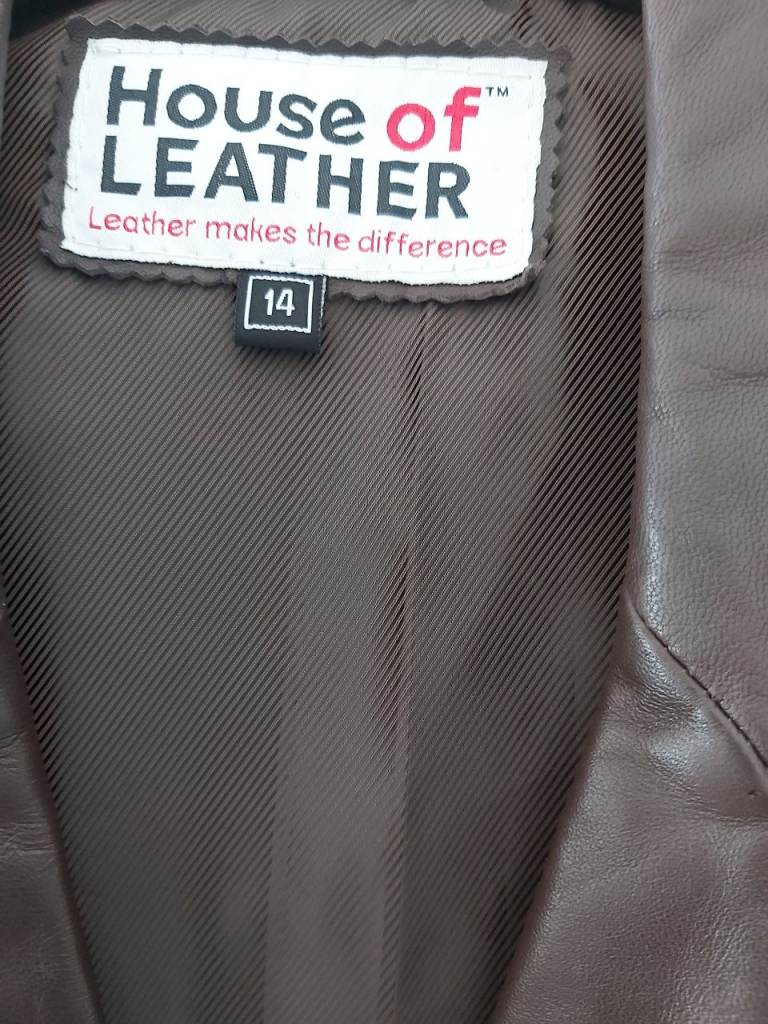 House of™
LEATHER
Leather makes the difference
14